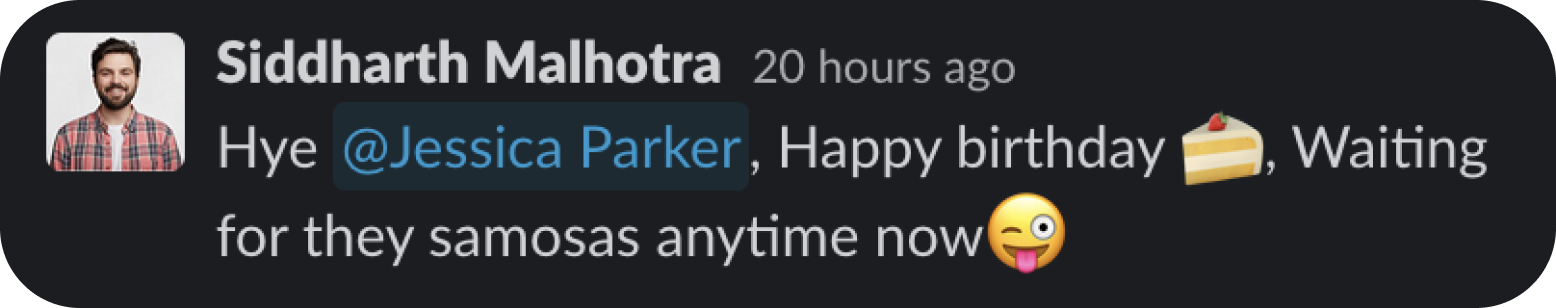 Siddharth Malhotra 20 hours ago
Hye @Jessica Parker, Happy birthday 🍰, Waiting
for they samosas anytime now😜